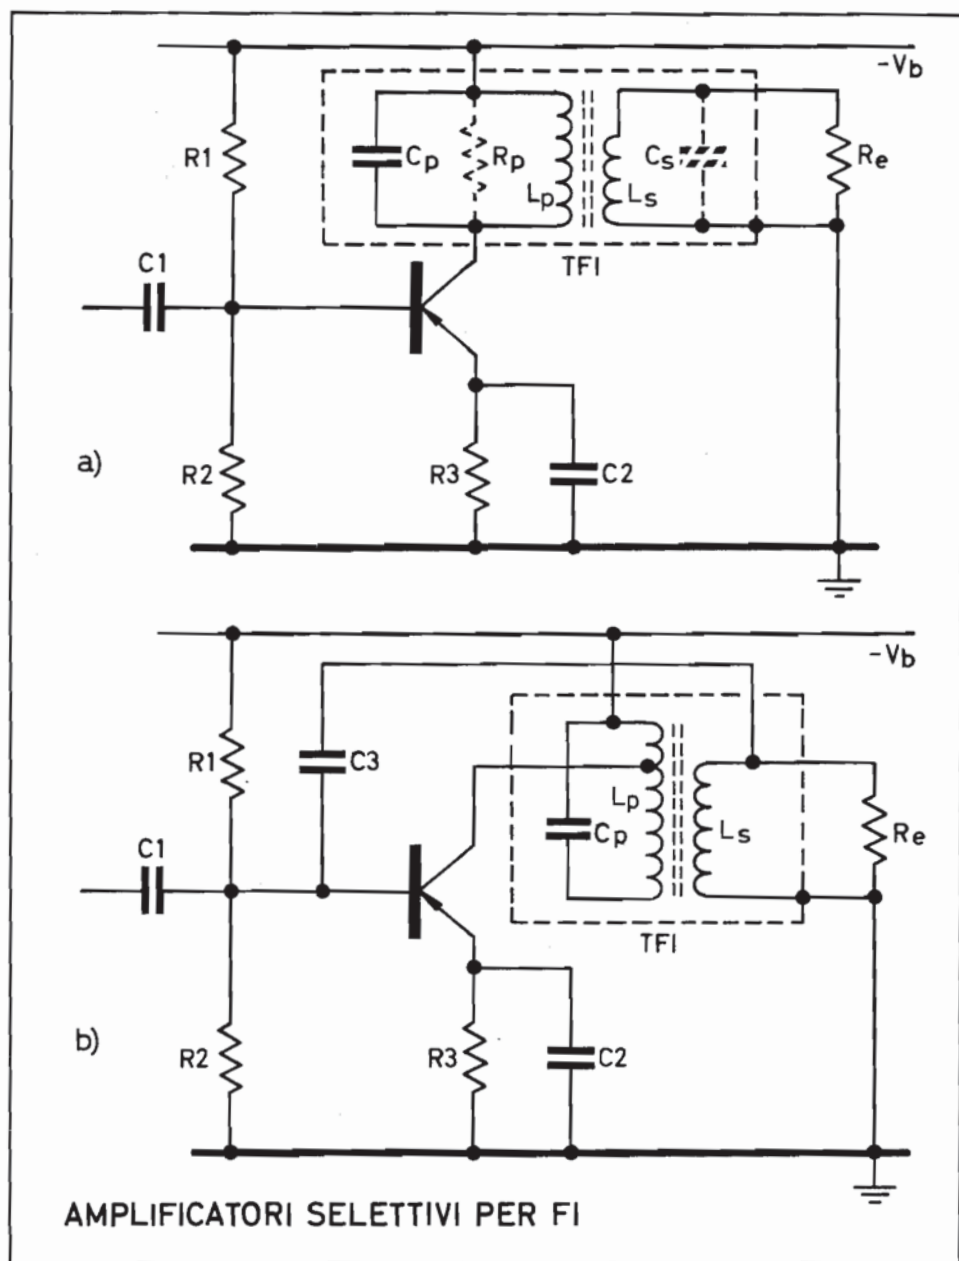 -Vb
R1
Cp
Rp
Lp
Ls
Cs
Re
TFI
C1
a)
R2
R3
C2
-Vb
R1
C3
Lp
Cp
Ls
Re
C1
TFI
b)
R2
R3
C2
AMPLIFICATORI SELETTIVI PER FI